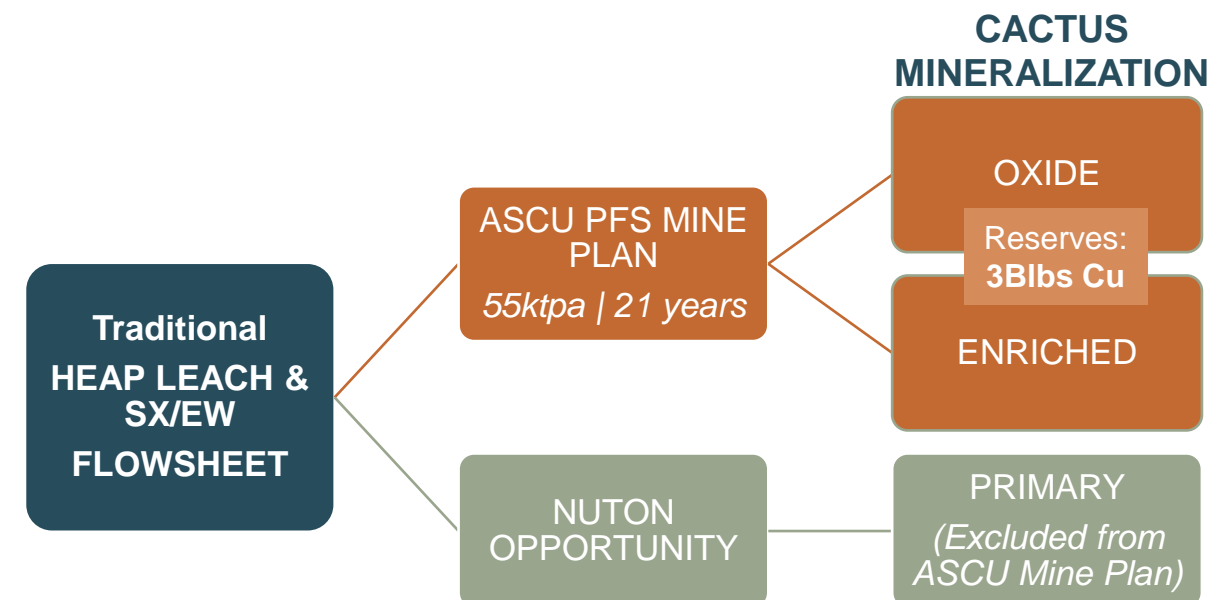 CACTUS
MINERALIZATION
Traditional
HEAP LEACH &
SX/EW
FLOWSHEET
ASCU PFS MINE
PLAN
55ktpa | 21 years
OXIDE
Reserves:
3Blbs Cu
ENRICHED
NUTON
OPPORTUNITY
PRIMARY
(Excluded from
ASCU Mine Plan)